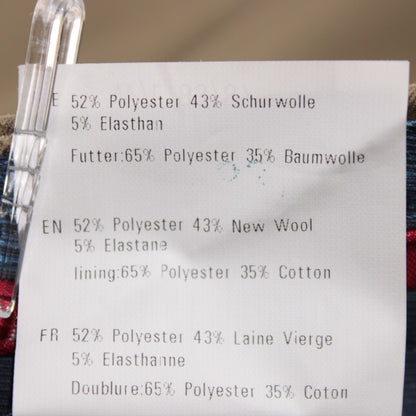 E 52% Polyester 43% Schurwolle
5% Elasthan
Futter:65% Polyester 35% Baumwolle
EN 52% Polyester 43% New Wool
5% Elastane
lining:65% Polyester 35% Cotton
FR 52% Polyester 43% Laine Vierge
5% Elasthanne
Doublure:65% Polyester 35% Coton